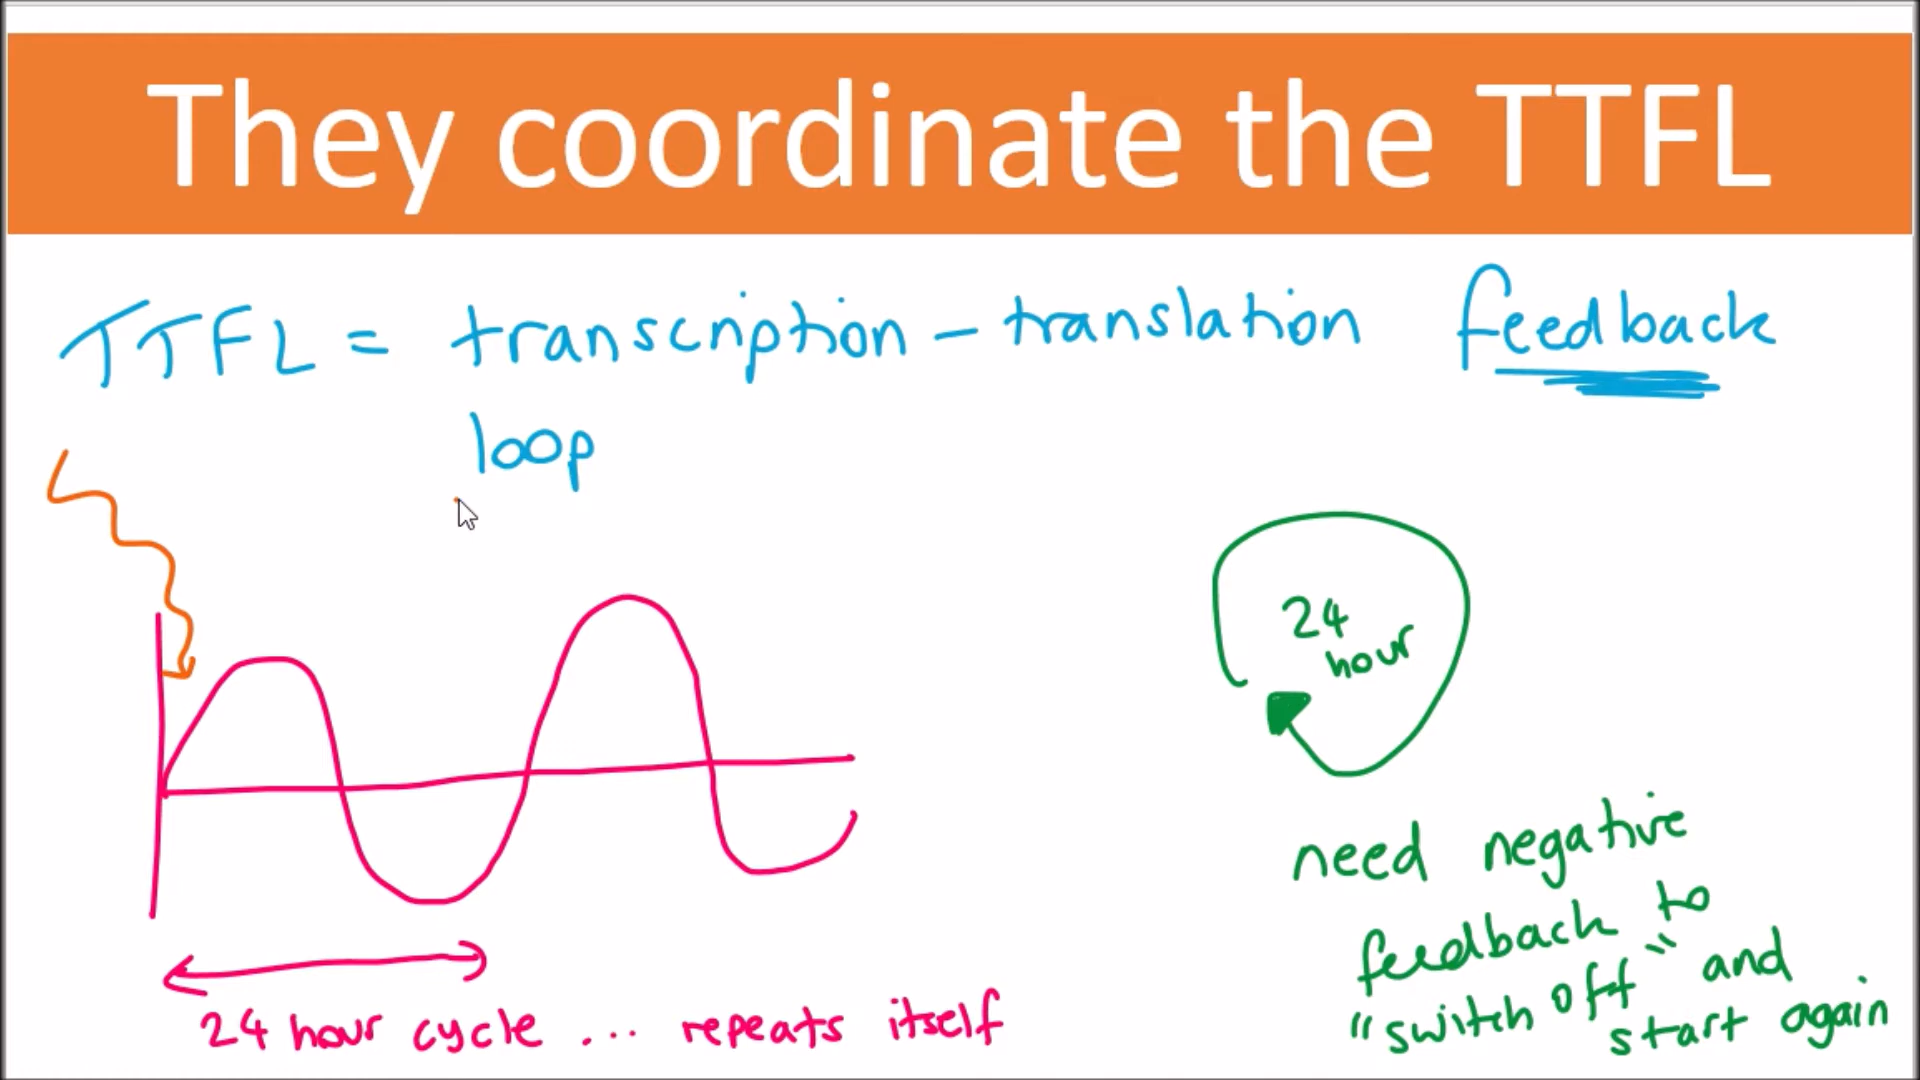 They coordinate the TTFL
TTFL = transcription - translation feedback
loop
24
hour
need negative
feedback to
"switch off" and
start again
24 hour cycle ... repeats itself